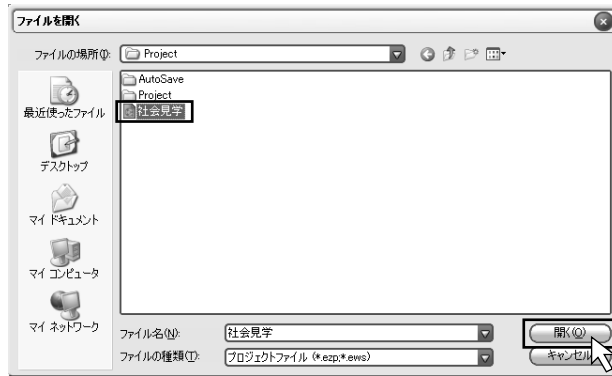 ファイルを開く
ファイルの場所(I):
Project
AutoSave
Project
社会見学
最近使ったファイル
デスクトップ
マイ ドキュメント
マイ コンピュータ
マイ ネットワーク
ファイル名(N):
社会見学
開く(O)
ファイルの種類(T):
プロジェクトファイル (*.ezp;*.ews)
キャンセル